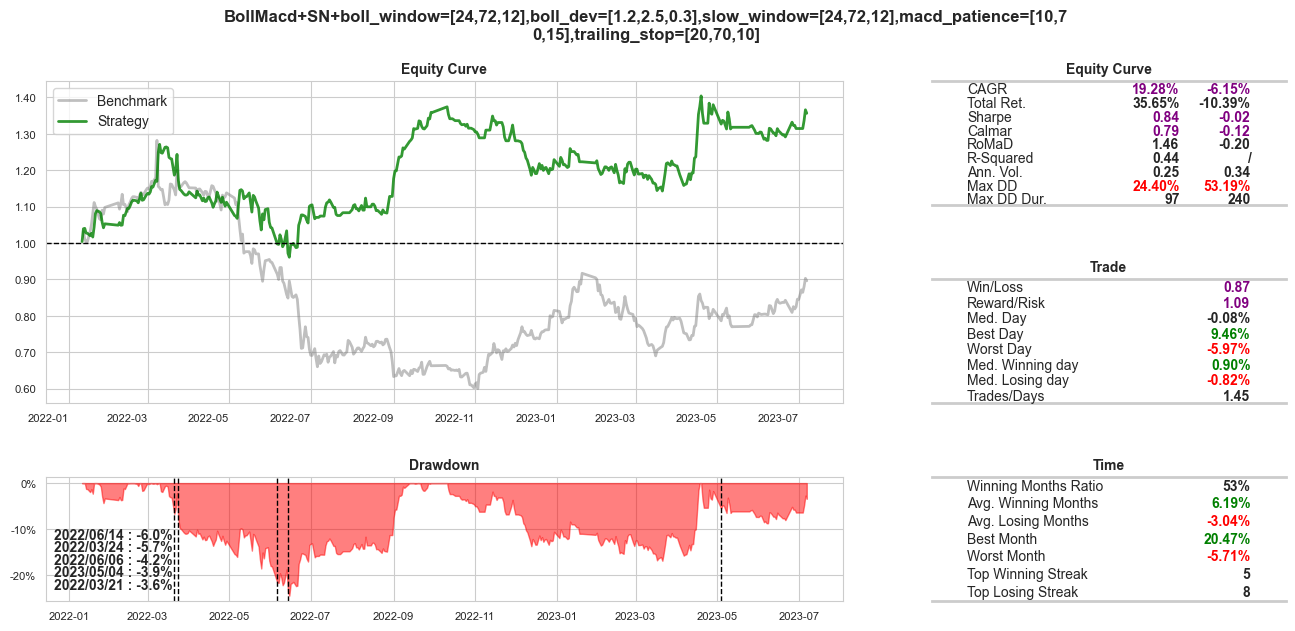 BollMacd+SN+boll_window=[24,72,12],boll_dev=[1.2,2.5,0.3],slow_window=[24,72,12],macd_patience=[10,7
0,15],trailing_stop=[20,70,10]
Equity Curve
Benchmark
Strategy
1.40
1.30
1.20
1.10
1.00
0.90
0.80
0.70
0.60
2022-01 2022-03 2022-05 2022-07 2022-09 2022-11 2023-01 2023-03 2023-05 2023-07
Equity Curve
CAGR 19.28% -6.15%
Total Ret. 35.65% -10.39%
Sharpe 0.84 -0.02
Calmar 0.79 -0.12
RoMaD 1.46 -0.20
R-Squared 0.44 /
Ann. Vol. 0.25 0.34
Max DD 24.40% 53.19%
Max DD Dur. 97 240
Trade
Win/Loss 0.87
Reward/Risk 1.09
Med. Day -0.08%
Best Day 9.46%
Worst Day -5.97%
Med. Winning day 0.90%
Med. Losing day -0.82%
Trades/Days 1.45
Drawdown
0%
-10%
-20%
2022/06/14 : -6.0%
2022/03/24 : -5.7%
2022/06/06 : -4.2%
2023/05/04 : -3.9%
2022/03/21 : -3.6%
2022-01 2022-03 2022-05 2022-07 2022-09 2022-11 2023-01 2023-03 2023-05 2023-07
Time
Winning Months Ratio 53%
Avg. Winning Months 6.19%
Avg. Losing Months -3.04%
Best Month 20.47%
Worst Month -5.71%
Top Winning Streak 5
Top Losing Streak 8